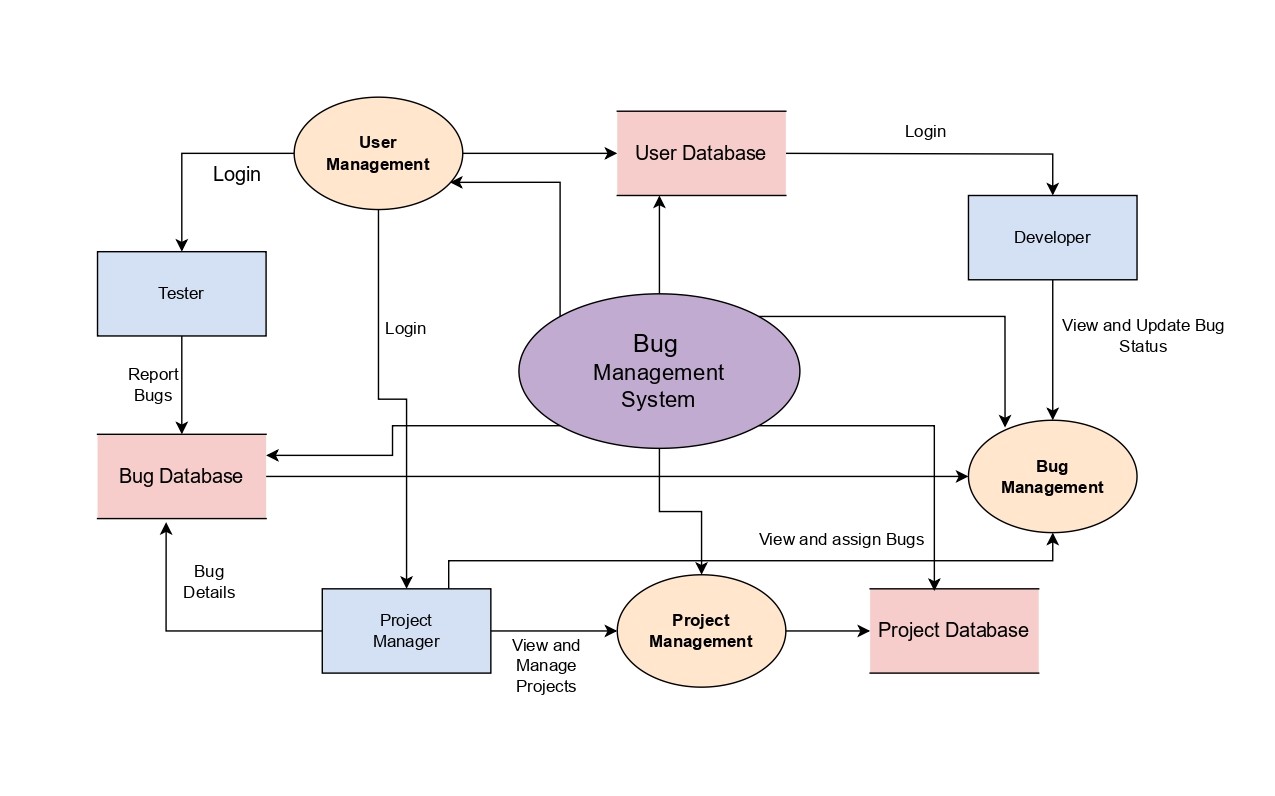 User
Management
User Database
Login
Login
Developer
Tester
Login
View and Update Bug
Status
Bug
Management
System
Report
Bugs
Bug Database
Bug
Management
View and assign Bugs
Bug
Details
Project
Manager
View and
Manage
Projects
Project
Management
Project Database